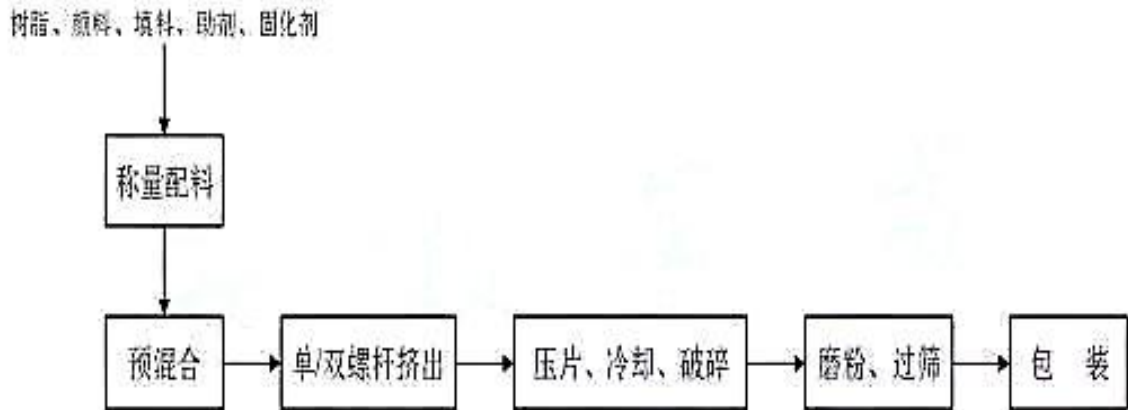 树脂、颜料、填料、助剂、固化剂
称量配料
预混合
单/双螺杆挤出
压片、冷却、破碎
磨粉、过筛
包 装